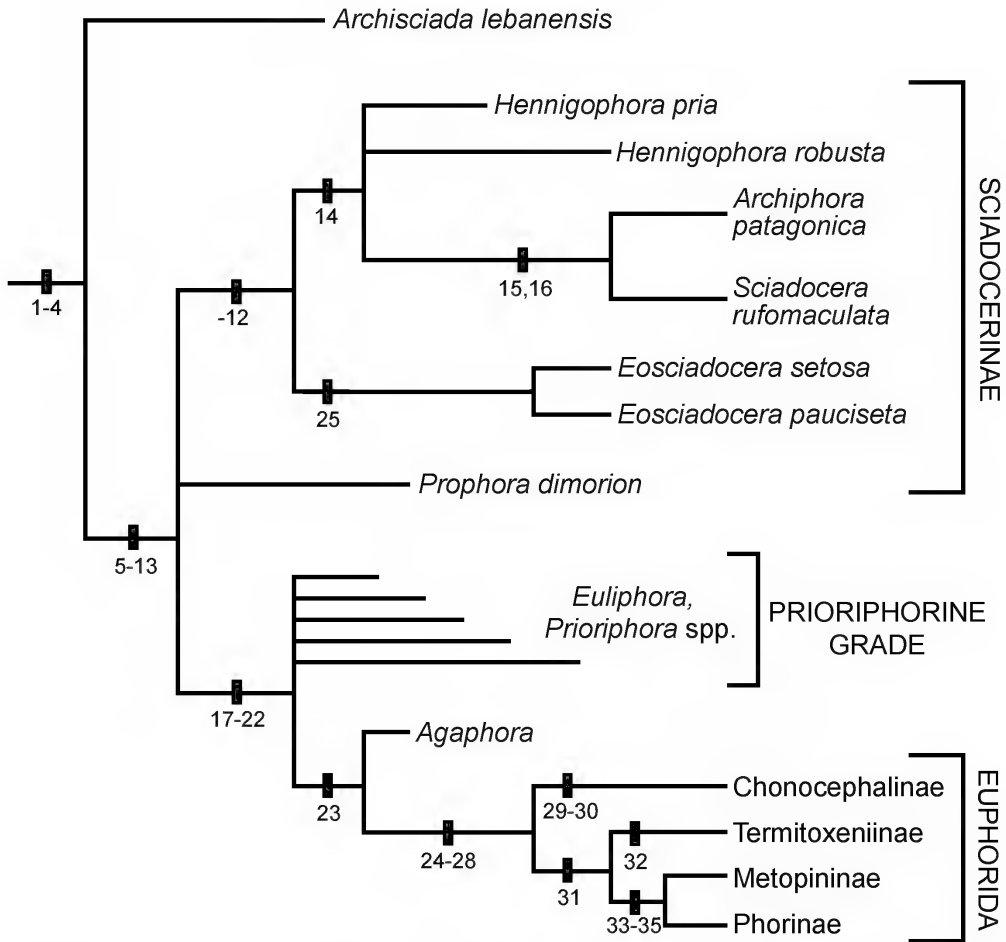 Archisciada lebanensis
Hennigophora pria
Hennigophora robusta
14
Archiphora
patagonica
15,16
Sciadocera
rufomaculata
1-4
-12
Eosciadocera setosa
25
Eosciadocera pauciseta
SCIADOCERINAE
Prophora dimorion
5-13
Euliphora,
Prioriphora spp.
PRIORIPHORINE
GRADE
17-22
Agaphora
23
Chonocephalinae
29-30
24-28
Termitoxeniinae
32
31
Metopininae
33-35
Phorinae
EUPHORIDA